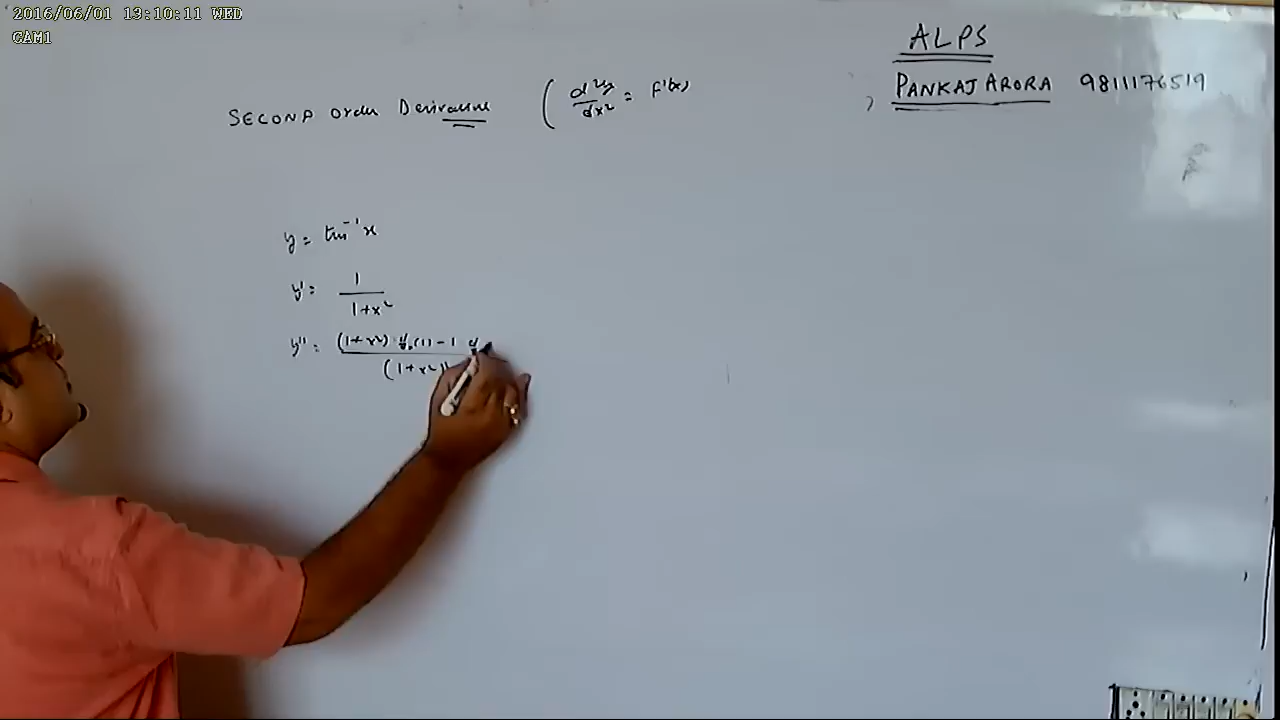 2016/06/01 13:10:11 WED
CAM1
ALPS
PANKAJ ARORA 9811176519
SECOND Order Derivative ( d²y/dx² = F'(x)
y = tan⁻¹x
y' = 1/1+x²
y'' = (1+x²) d/dx (1) - 1 d
(1+x²)